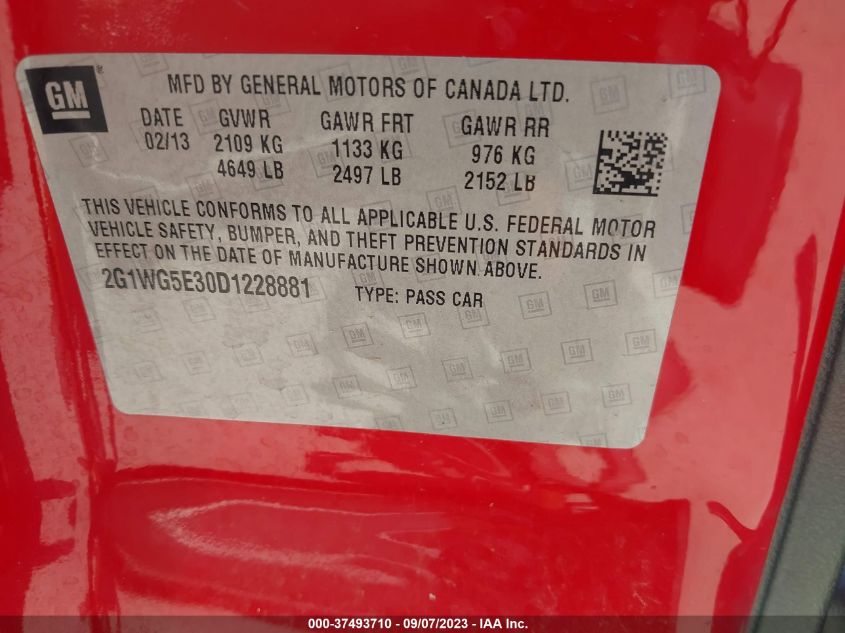 GM
MFD BY GENERAL MOTORS OF CANADA LTD.
DATE GVWR GAWR FRT GAWR RR
02/13 2109 KG 1133 KG 976 KG
4649 LB 2497 LB 2152 LB
THIS VEHICLE CONFORMS TO ALL APPLICABLE U.S. FEDERAL MOTOR
VEHICLE SAFETY, BUMPER, AND THEFT PREVENTION STANDARDS IN
EFFECT ON THE DATE OF MANUFACTURE SHOWN ABOVE.
2G1WG5E30D1228881 TYPE: PASS CAR
000-37493710 - 09/07/2023 - IAA Inc.